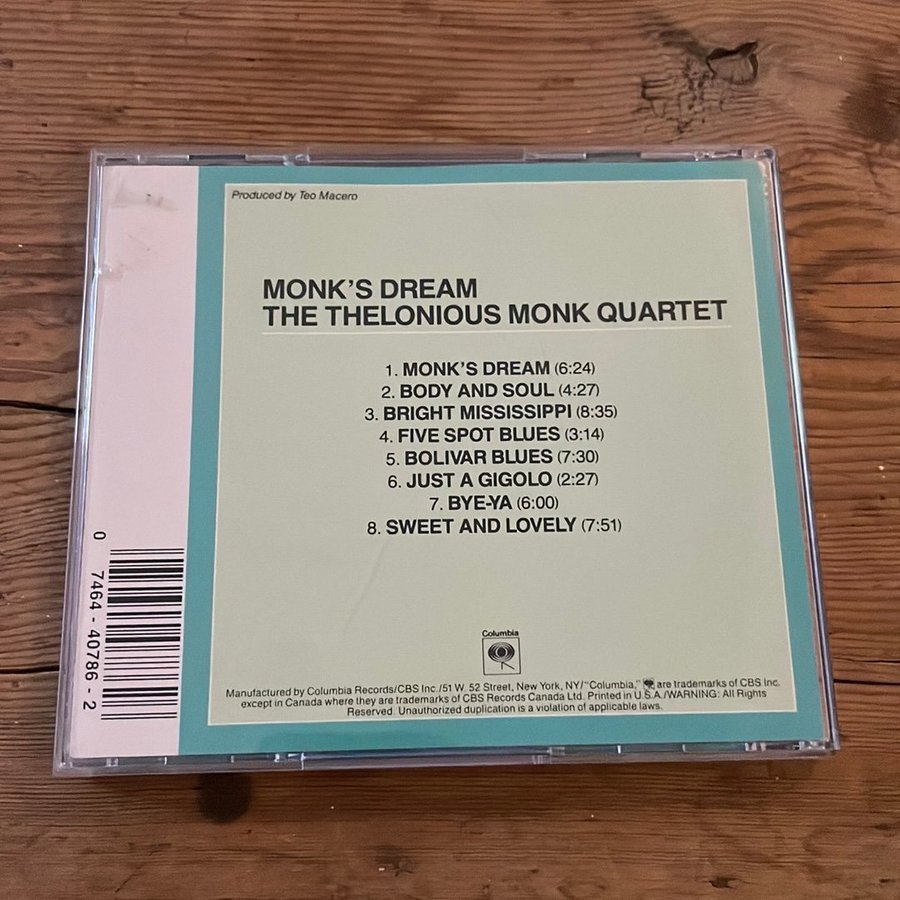 Produced by Teo Macero
MONK'S DREAM
THE THELONIOUS MONK QUARTET
1. MONK'S DREAM (6:24)
2. BODY AND SOUL (4:27)
3. BRIGHT MISSISSIPPI (8:35)
4. FIVE SPOT BLUES (3:14)
5. BOLIVAR BLUES (7:30)
6. JUST A GIGOLO (2:27)
7. BYE-YA (6:00)
8. SWEET AND LOVELY (7:51)
Columbia
Manufactured by Columbia Records/CBS Inc./51 W. 52 Street, New York, NY/"Columbia," are trademarks of CBS Inc.
except in Canada where they are trademarks of CBS Records Canada Ltd. Printed in U.S.A./WARNING: All Rights
Reserved. Unauthorized duplication is a violation of applicable laws.
0 7464-40786-2